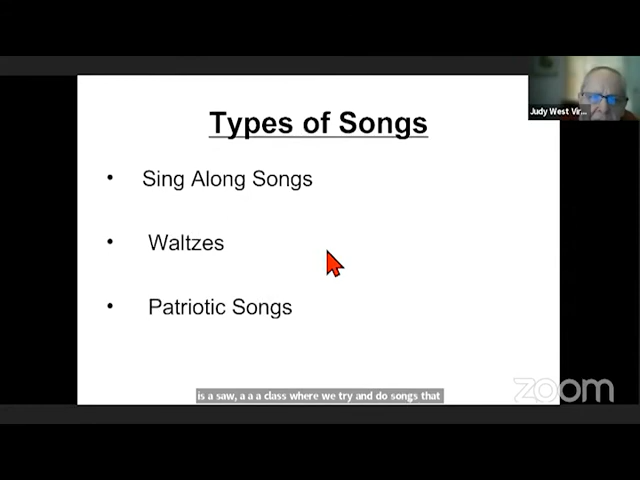 Types of Songs
Judy West Vir...
• Sing Along Songs
• Waltzes
• Patriotic Songs
is a saw, a a a class where we try and do songs that
zoom